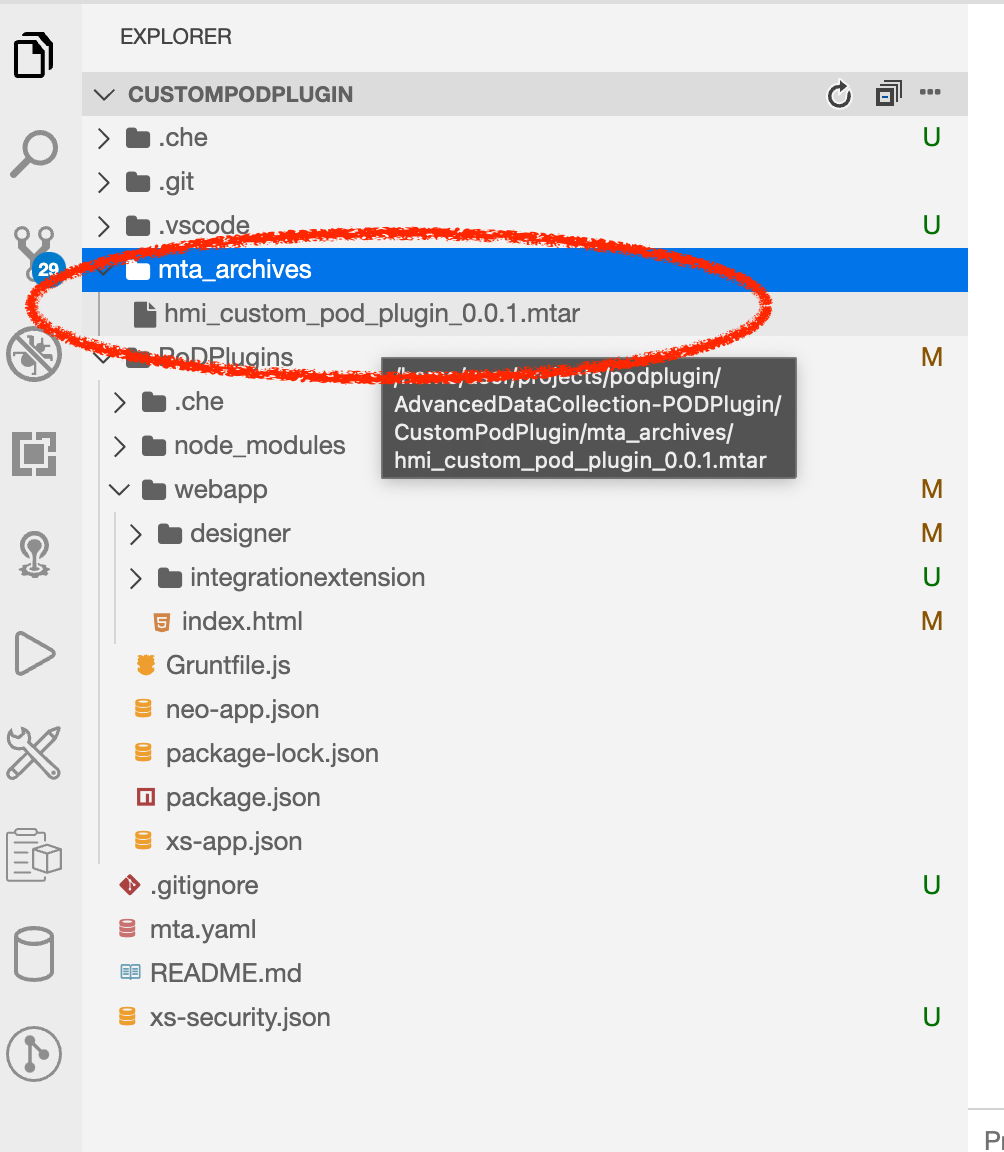 EXPLORER
CUSTOMPODPLUGIN
.che U
.git
.vscode U
29
mta_archives
hmi_custom_pod_plugin_0.0.1.mtar
PoDPlugins M
/home/user/projects/podplugin/
AdvancedDataCollection-PODPlugin/
CustomPodPlugin/mta_archives/
hmi_custom_pod_plugin_0.0.1.mtar
.che
node_modules
webapp M
designer M
integrationextension U
index.html M
Gruntfile.js
neo-app.json
package-lock.json
package.json
xs-app.json
.gitignore U
mta.yaml
README.md
xs-security.json U